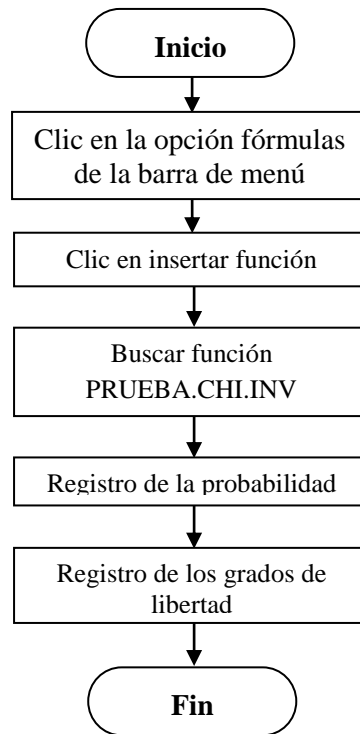 Inicio
Clic en la opción fórmulas
de la barra de menú
Clic en insertar función
Buscar función
PRUEBA.CHI.INV
Registro de la probabilidad
Registro de los grados de
libertad
Fin